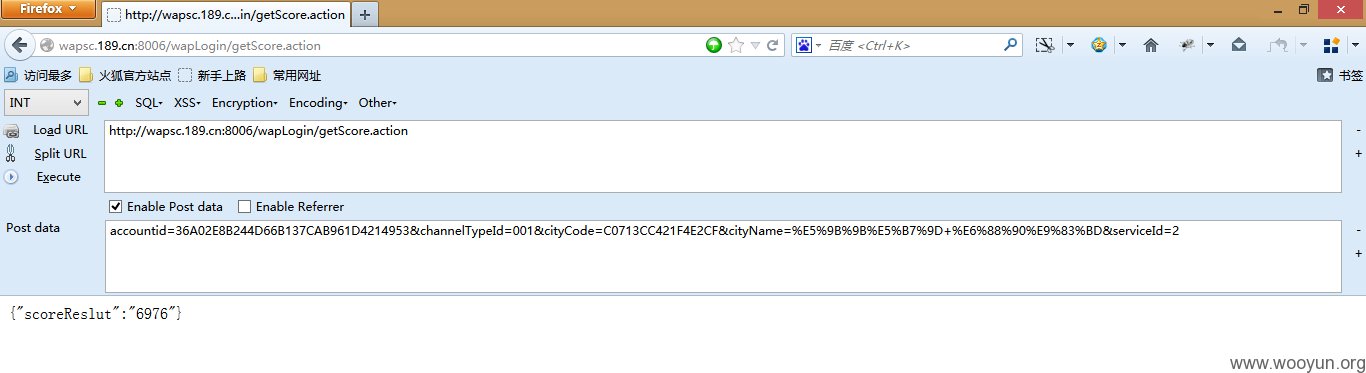 Firefox
http://wapsc.189.c...in/getScore.action
wapsc.189.cn:8006/wapLogin/getScore.action
百度 <Ctrl+K>
访问最多 火狐官方站点 新手上路 常用网址 书签
INT SQL XSS Encryption Encoding Other
Load URL
http://wapsc.189.cn:8006/wapLogin/getScore.action
Split URL
Execute
Enable Post data Enable Referrer
Post data
accountid=36A02E8B244D66B137CAB961D4214953&channelTypeId=001&cityCode=C0713CC421F4E2CF&cityName=%E5%9B%9B%E5%B7%9D+%E6%88%90%E9%83%BD&serviceId=2
{"scoreReslut":"6976"}
www.wooyun.org